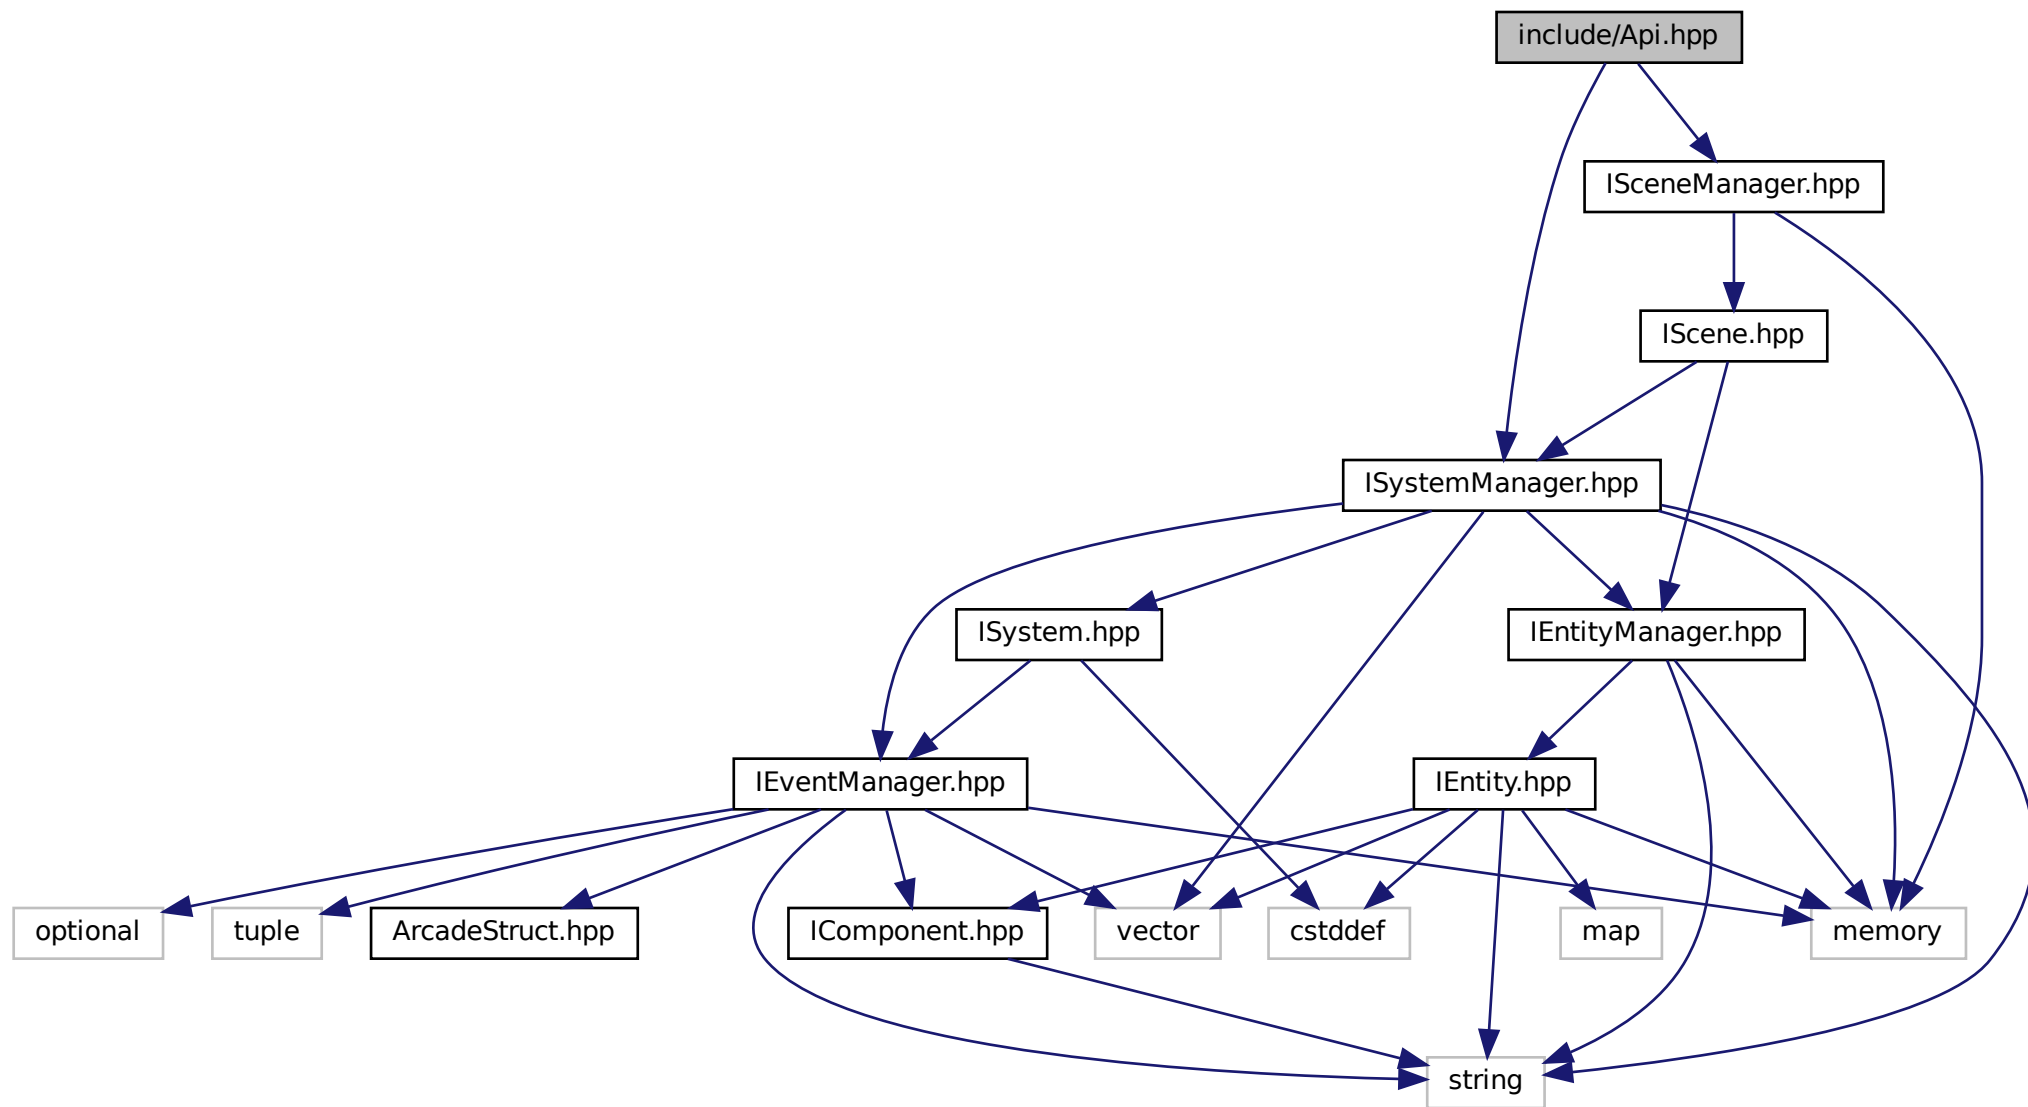 include/Api.hpp
ISceneManager.hpp
IScene.hpp
ISystemManager.hpp
ISystem.hpp
IEntityManager.hpp
IEventManager.hpp
IEntity.hpp
optional
tuple
ArcadeStruct.hpp
IComponent.hpp
vector
cstddef
map
memory
string